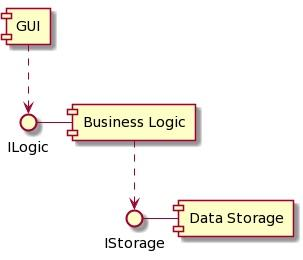 GUI
ILogic
Business Logic
IStorage
Data Storage